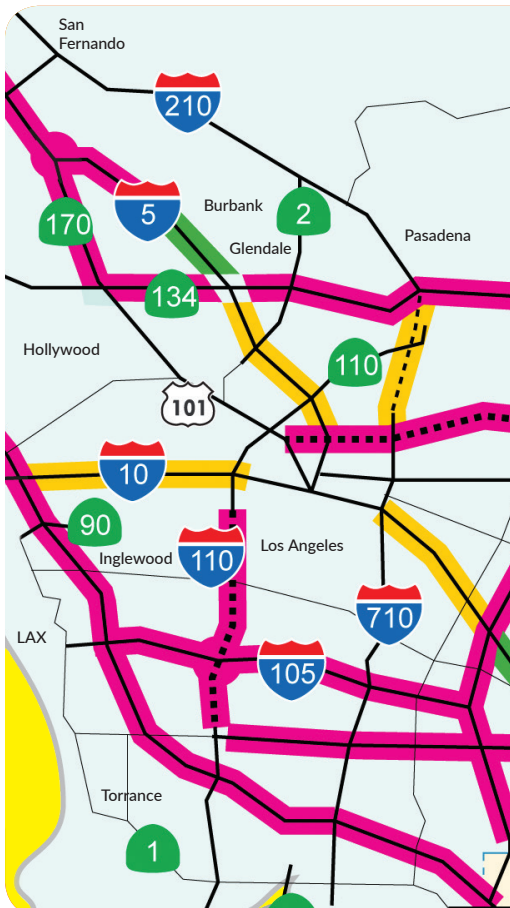 San
Fernando
210
5
Burbank
2
170
Glendale
Pasadena
134
Hollywood
110
101
10
90
Inglewood
110
Los Angeles
710
LAX
105
Torrance
1